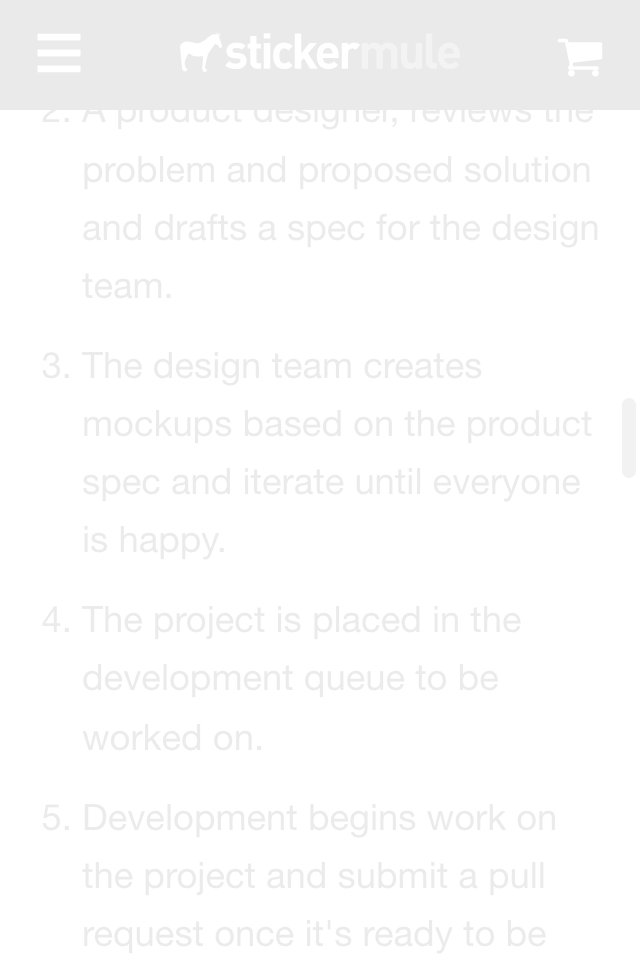 stickermule
2. A product designer, reviews the
problem and proposed solution
and drafts a spec for the design
team.
3. The design team creates
mockups based on the product
spec and iterate until everyone
is happy.
4. The project is placed in the
development queue to be
worked on.
5. Development begins work on
the project and submit a pull
request once it's ready to be